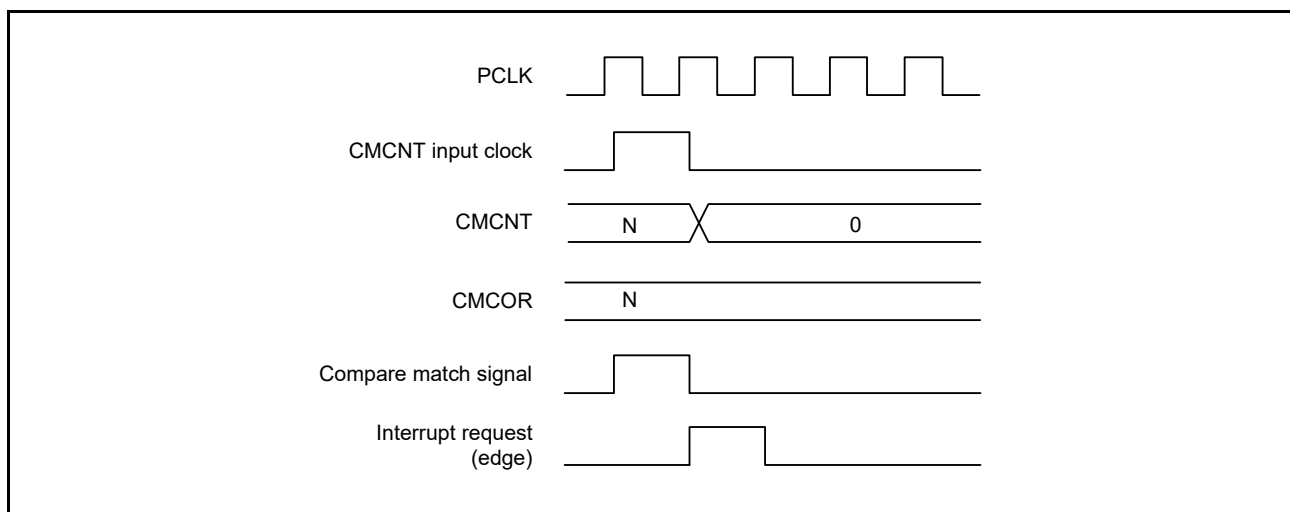 PCLK
CMCNT input clock
CMCNT
N
0
CMCOR
N
Compare match signal
Interrupt request
(edge)